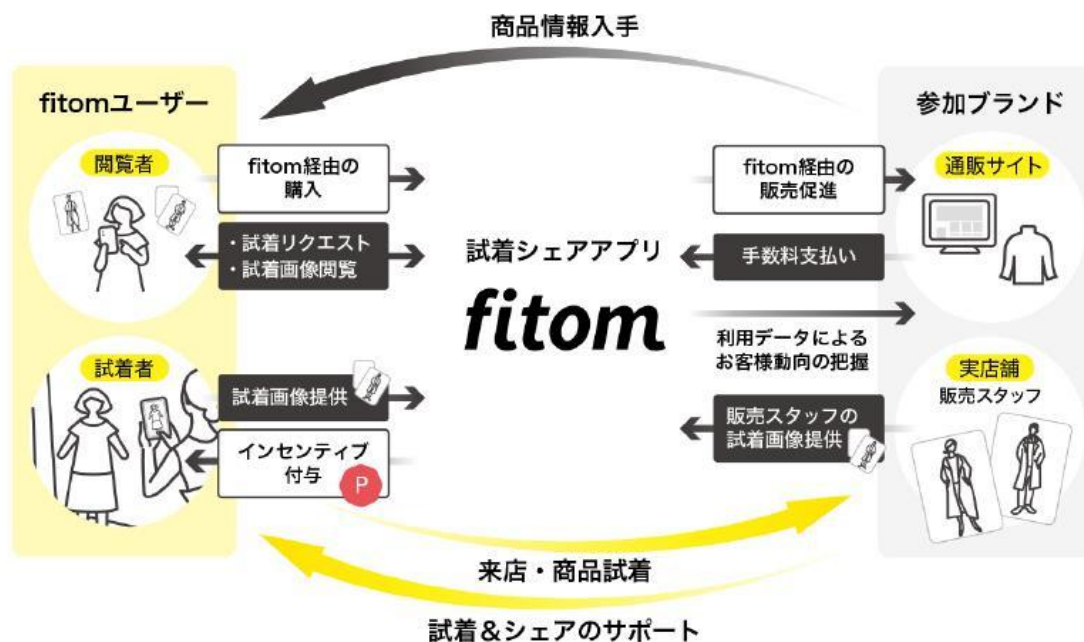 商品情報入手
fitomユーザー
閲覧者
fitom経由の
購入
・試着リクエスト
・試着画像閲覧
試着者
試着画像提供
インセンティブ
付与
P
試着シェアアプリ
fitom
参加ブランド
fitom経由の
販売促進
通販サイト
手数料支払い
利用データによる
お客様動向の把握
実店舗
販売スタッフ
販売スタッフの
試着画像提供
来店・商品試着
試着&シェアのサポート